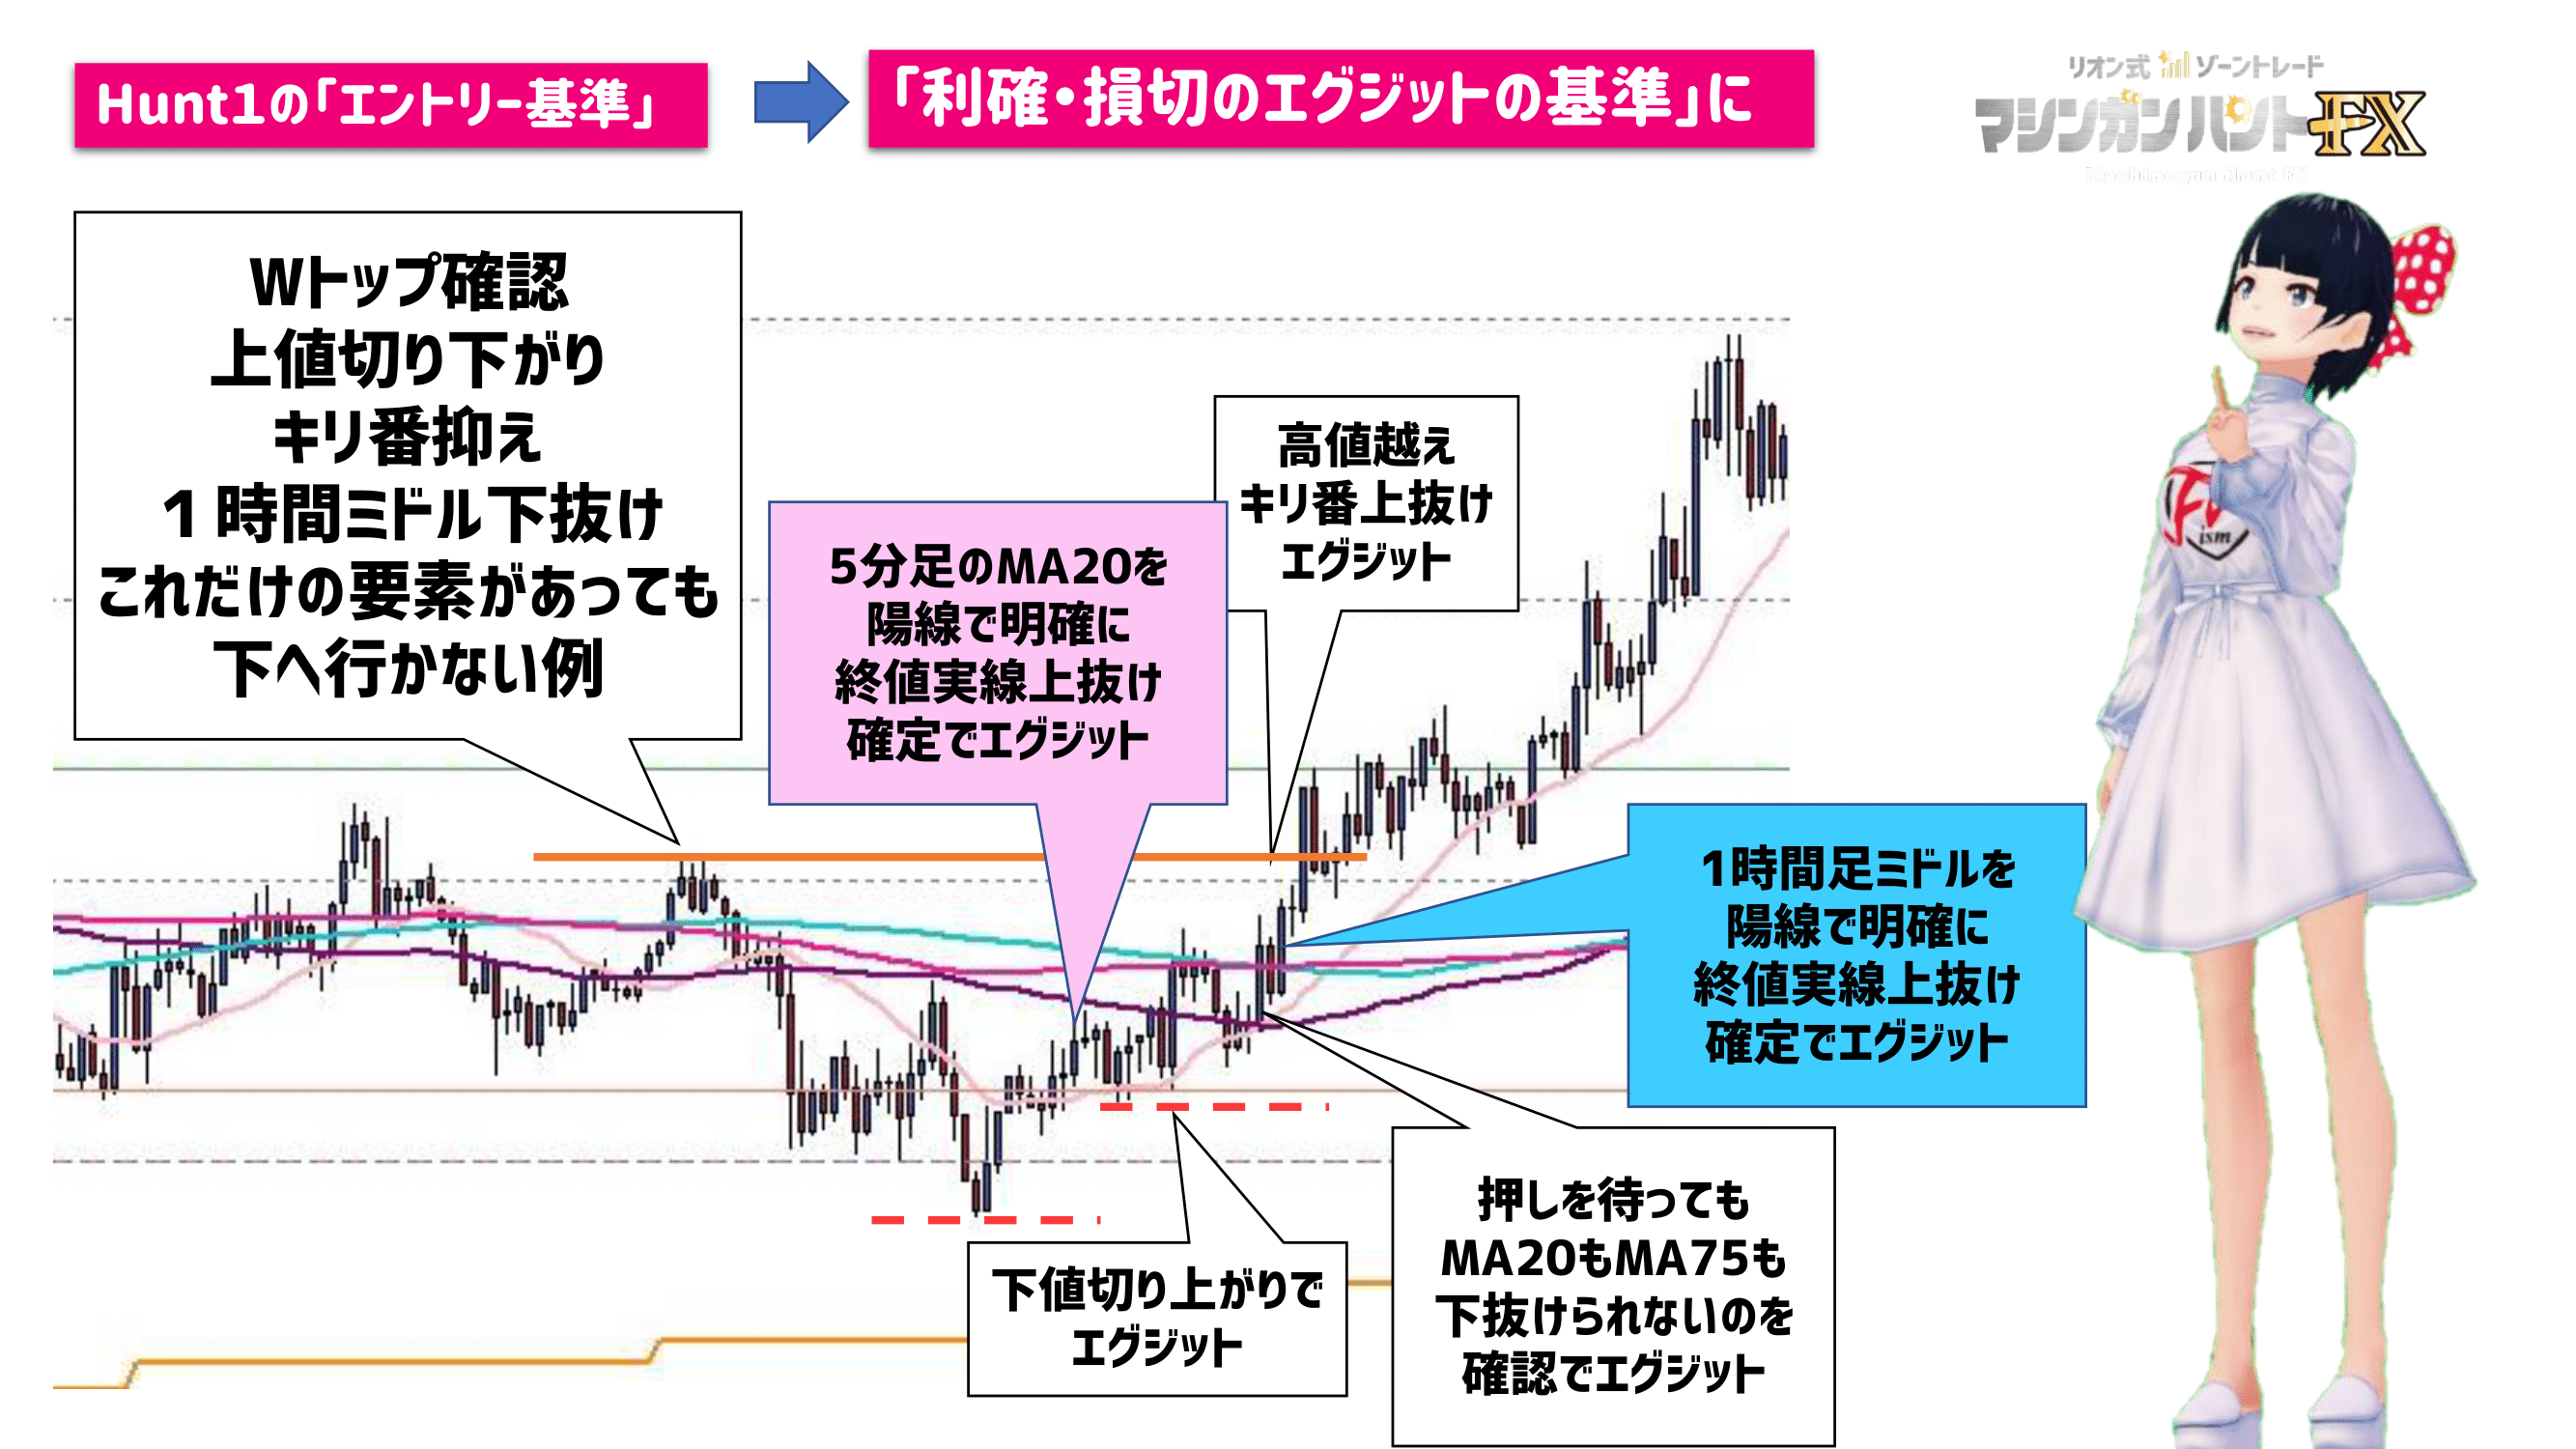 Hunt1の「エントリー基準」
「利確・損切のエグジットの基準」に
リオン式 ゾーントレード
マシンガンハントFX
Wトップ確認
上値切り下がり
キリ番抑え
１時間ミドル下抜け
これだけの要素があっても
下へ行かない例
高値越え
キリ番上抜け
エグジット
5分足のMA20を
陽線で明確に
終値実線上抜け
確定でエグジット
1時間足ミドルを
陽線で明確に
終値実線上抜け
確定でエグジット
下値切り上がりで
エグジット
押しを待っても
MA20もMA75も
下抜けられないのを
確認でエグジット
ism